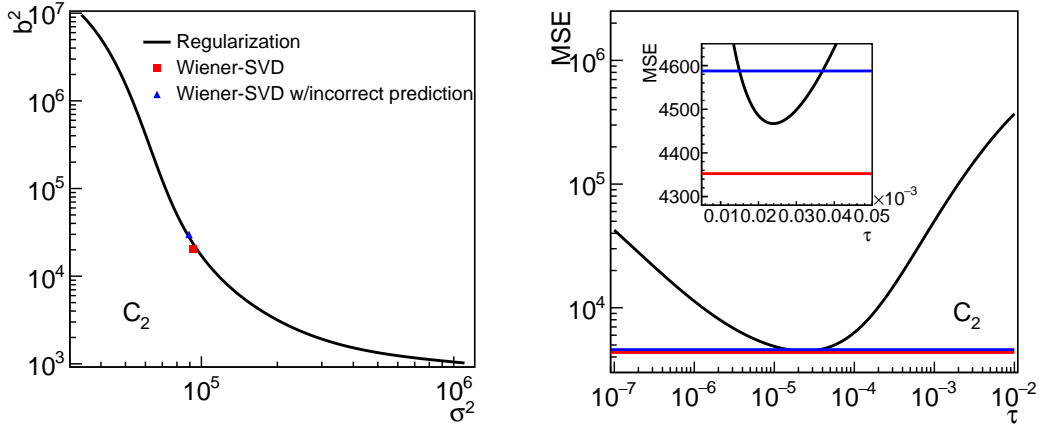 b²
10⁷
10⁶
10⁵
10⁴
10³
Regularization
Wiener-SVD
Wiener-SVD w/incorrect prediction
C₂
10⁵
10⁶
σ²
MSE
10⁶
10⁵
10⁴
MSE
4600
4500
4400
4300
0.01
0.02
0.03
0.04
0.05
×10⁻³
τ
C₂
10⁻⁷
10⁻⁶
10⁻⁵
10⁻⁴
10⁻³
10⁻²
τ